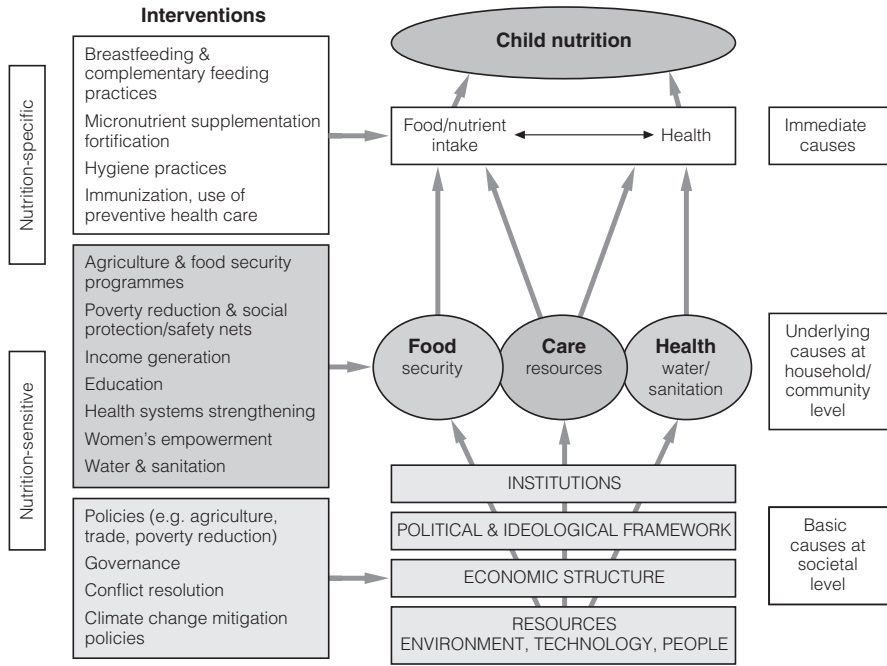 Interventions
Nutrition-specific
Breastfeeding &
complementary feeding
practices
Micronutrient supplementation
fortification
Hygiene practices
Immunization, use of
preventive health care
Nutrition-sensitive
Agriculture & food security
programmes
Poverty reduction & social
protection/safety nets
Income generation
Education
Health systems strengthening
Women's empowerment
Water & sanitation
Policies (e.g. agriculture,
trade, poverty reduction)
Governance
Conflict resolution
Climate change mitigation
policies
Child nutrition
Food/nutrient
intake
Health
Food
security
Care
resources
Health
water/
sanitation
INSTITUTIONS
POLITICAL & IDEOLOGICAL FRAMEWORK
ECONOMIC STRUCTURE
RESOURCES
ENVIRONMENT, TECHNOLOGY, PEOPLE
Immediate
causes
Underlying
causes at
household/
community
level
Basic
causes at
societal
level